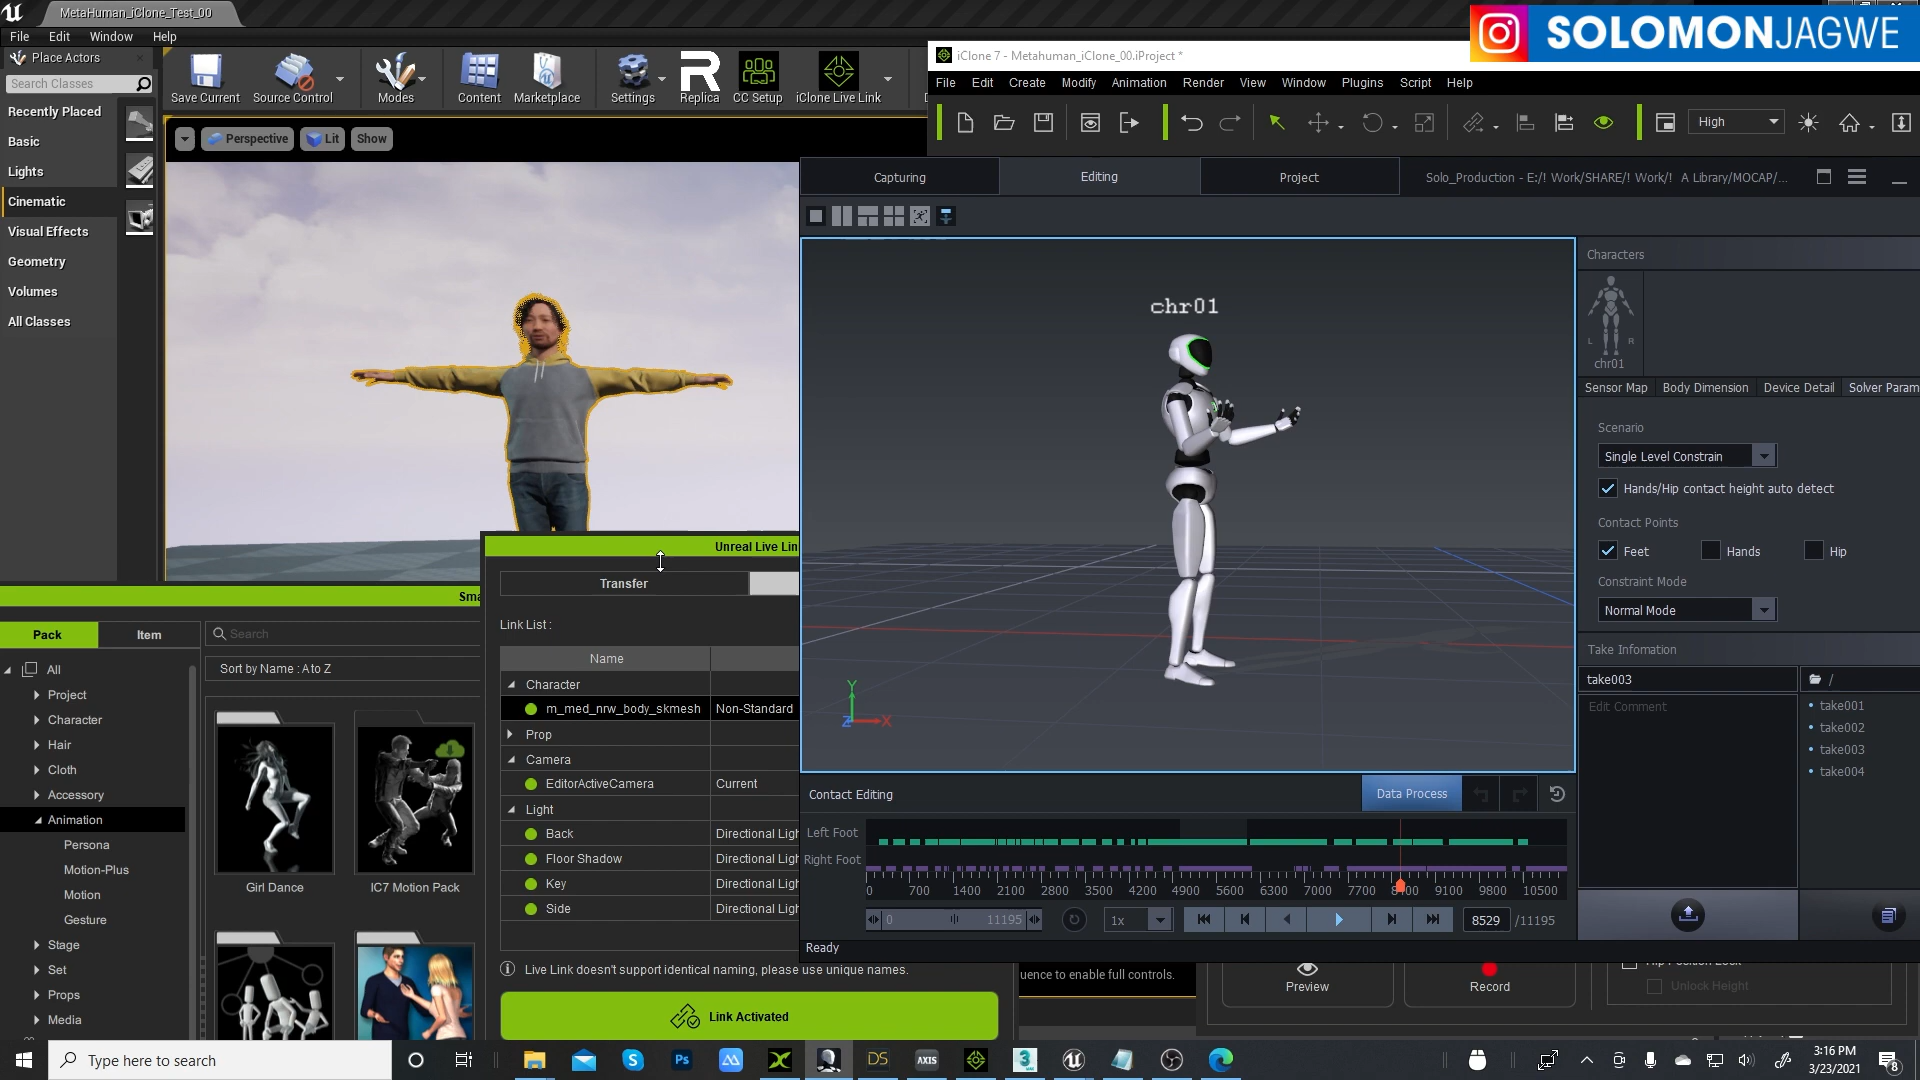 MetaHuman_iClone_Test_00
File Edit Window Help
Place Actors
Search Classes
Recently Placed
Basic
Lights
Cinematic
Visual Effects
Geometry
Volumes
All Classes
Save Current
Source Control
Modes
Content
Marketplace
Settings
Replica
CC Setup
iClone Live Link
Perspective
Lit
Show
SOLOMONJAGWE
iClone 7 - Metahuman_iClone_00.iProject *
File Edit Create Modify Animation Render View Window Plugins Script Help
High
Capturing
Editing
Project
Solo_Production - E:/! Work/SHARE/! Work/! A Library/MOCAP/...
chr01
Y
X
Z
Characters
L R
chr01
Sensor Map Body Dimension Device Detail Solver Param
Scenario
Single Level Constrain
Hands/Hip contact height auto detect
Contact Points
Feet Hands Hip
Constraint Mode
Normal Mode
Take Infomation
take003
/
Edit Comment
take001
take002
take003
take004
Contact Editing
Data Process
Left Foot
Right Foot
0 700 1400 2100 2800 3500 4200 4900 5600 6300 7000 7700 8400 9100 9800 10500
0 11195
1x
8529 /11195
Ready
Sma
Pack
Item
Search
Sort by Name : A to Z
All
Project
Character
Hair
Cloth
Accessory
Animation
Persona
Motion-Plus
Motion
Gesture
Stage
Set
Props
Media
Girl Dance
IC7 Motion Pack
Unreal Live Lin
Transfer
Link List :
Name
Character
m_med_nrw_body_skmesh Non-Standard
Prop
Camera
EditorActiveCamera Current
Light
Back Directional Ligh
Floor Shadow Directional Ligh
Key Directional Ligh
Side Directional Ligh
Live Link doesn't support identical naming, please use unique names.
Link Activated
uence to enable full controls.
Preview
Record
Unlock Height
Type here to search
Ps
DS
AXIS
3
3:16 PM
3/23/2021
8